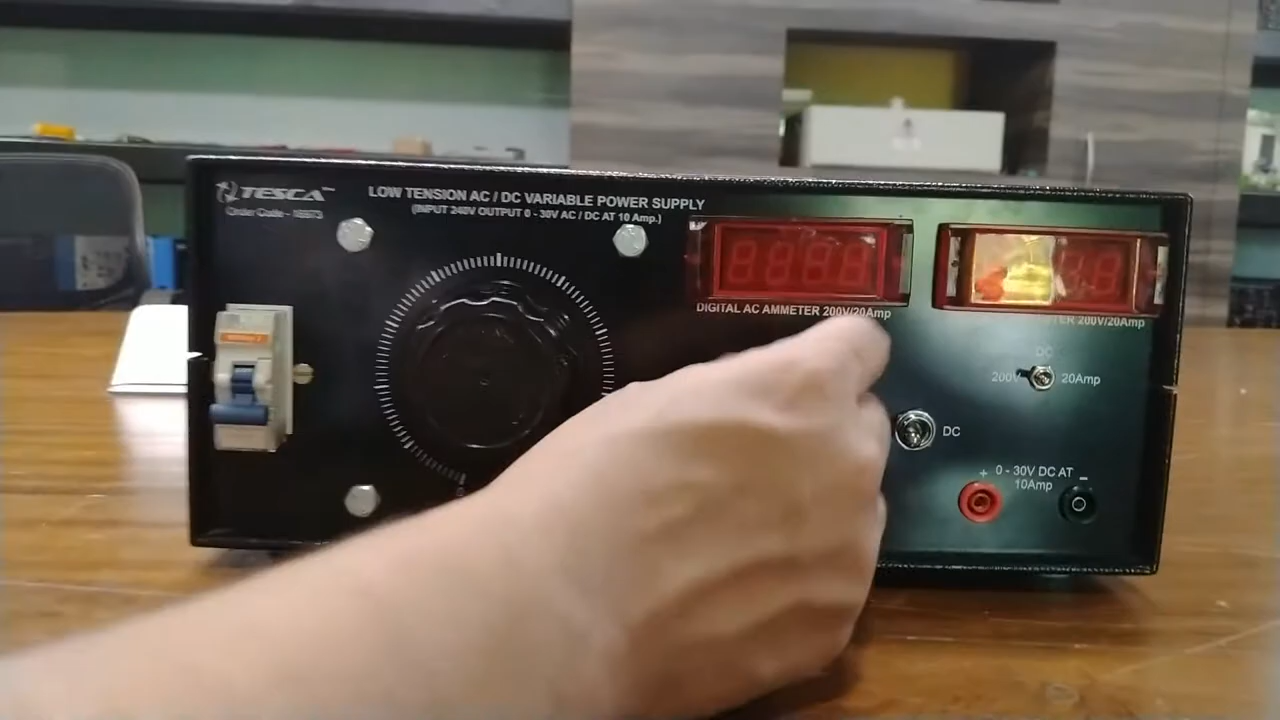 TESCA
LOW TENSION AC / DC VARIABLE POWER SUPPLY
(INPUT 240V OUTPUT 0 - 30V AC / DC AT 10 Amp.)
Order Code -
DIGITAL AC AMMETER 200V/20Amp
TER 200V/20Amp
DC
200V
20Amp
DC
+ 0 - 30V DC AT -
10Amp